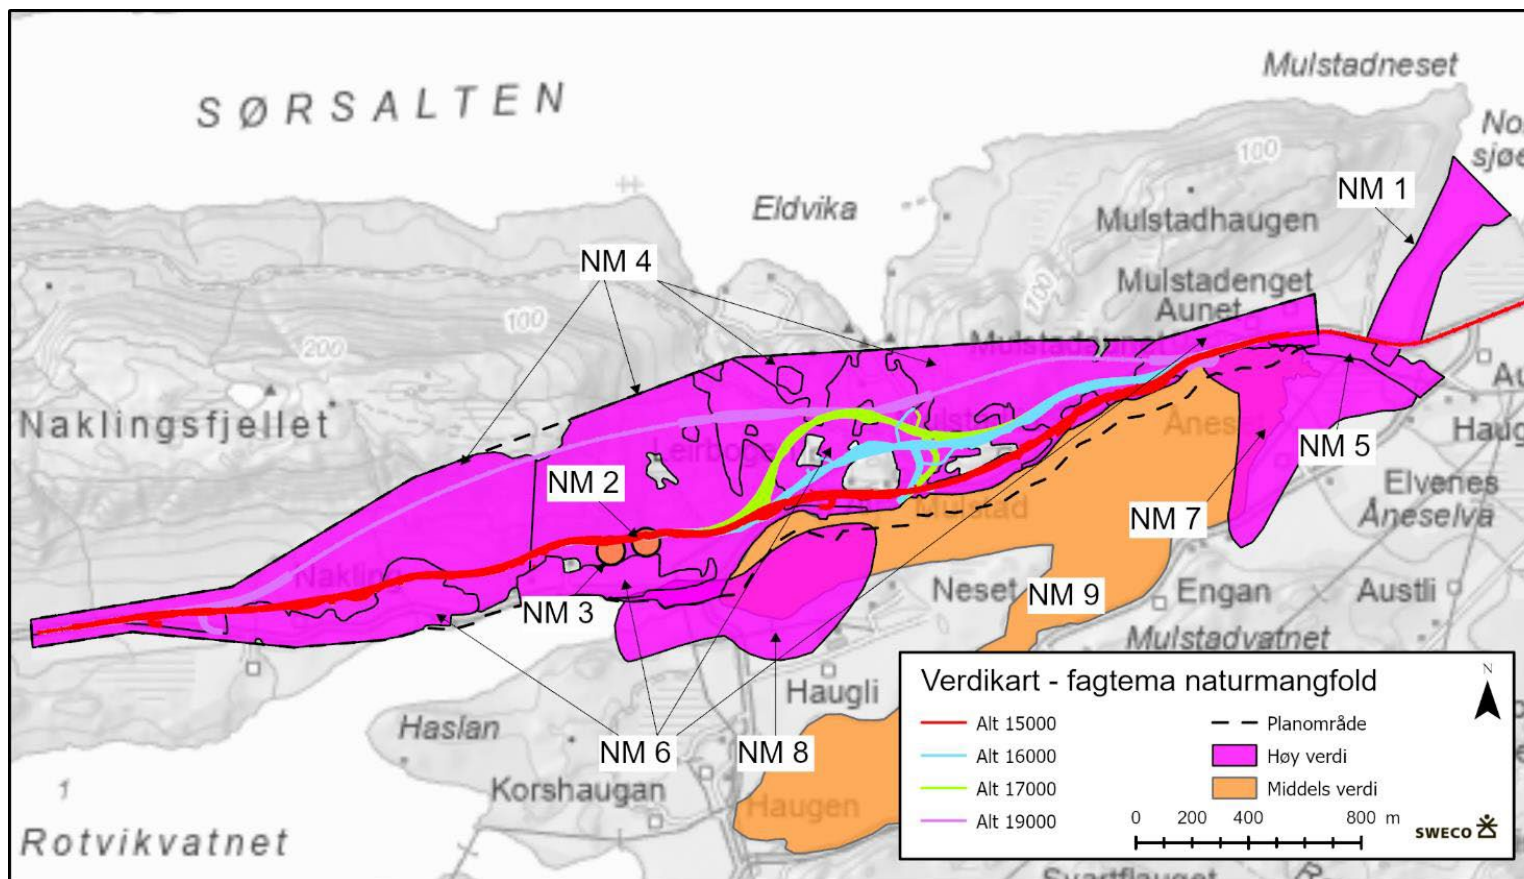 Mulstadneset
SØRSALTEN
NM 1
100
Eldvika
Mulstadhaugen
NM 4
Mulstadenget
Aunet
100
100
200
Naklingsfjellet
NM 2
NM 5
Elvenes
NM 7
Åneselva
Mulstad
Nakling
NM 3
Neset
NM 9
Engan
Austli
Mulstadvatnet
Haugli
Haslan
NM 6
NM 8
Korshaugan
Haugen
1
Rotvikvatnet
Verdikart - fagtema naturmangfold
N
Alt 15000
Planområde
Alt 16000
Høy verdi
Alt 17000
Middels verdi
Alt 19000
0 200 400 800 m
SWECO